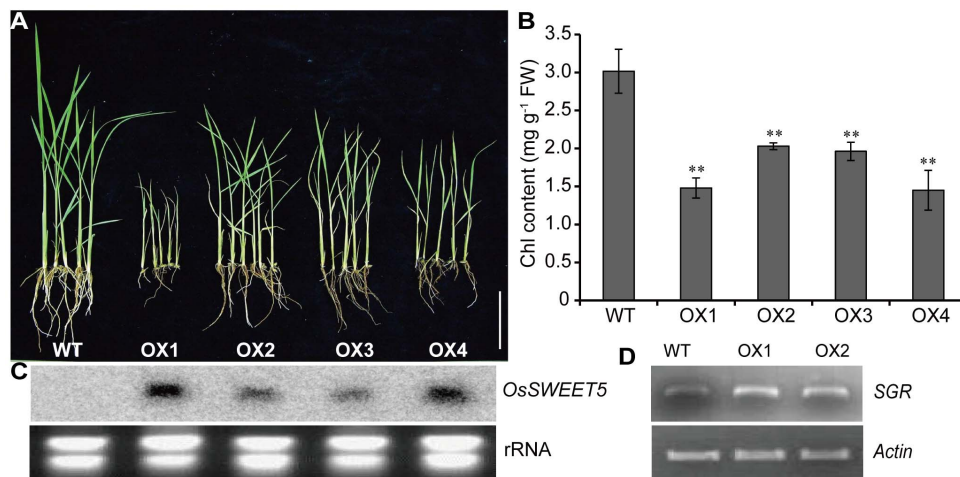 A
WT
OX1
OX2
OX3
OX4
B
Chl content (mg g⁻¹ FW)
3.5
3.0
2.5
2.0
1.5
1.0
0.5
0
**
**
**
**
WT
OX1
OX2
OX3
OX4
C
OsSWEET5
rRNA
D
WT
OX1
OX2
SGR
Actin